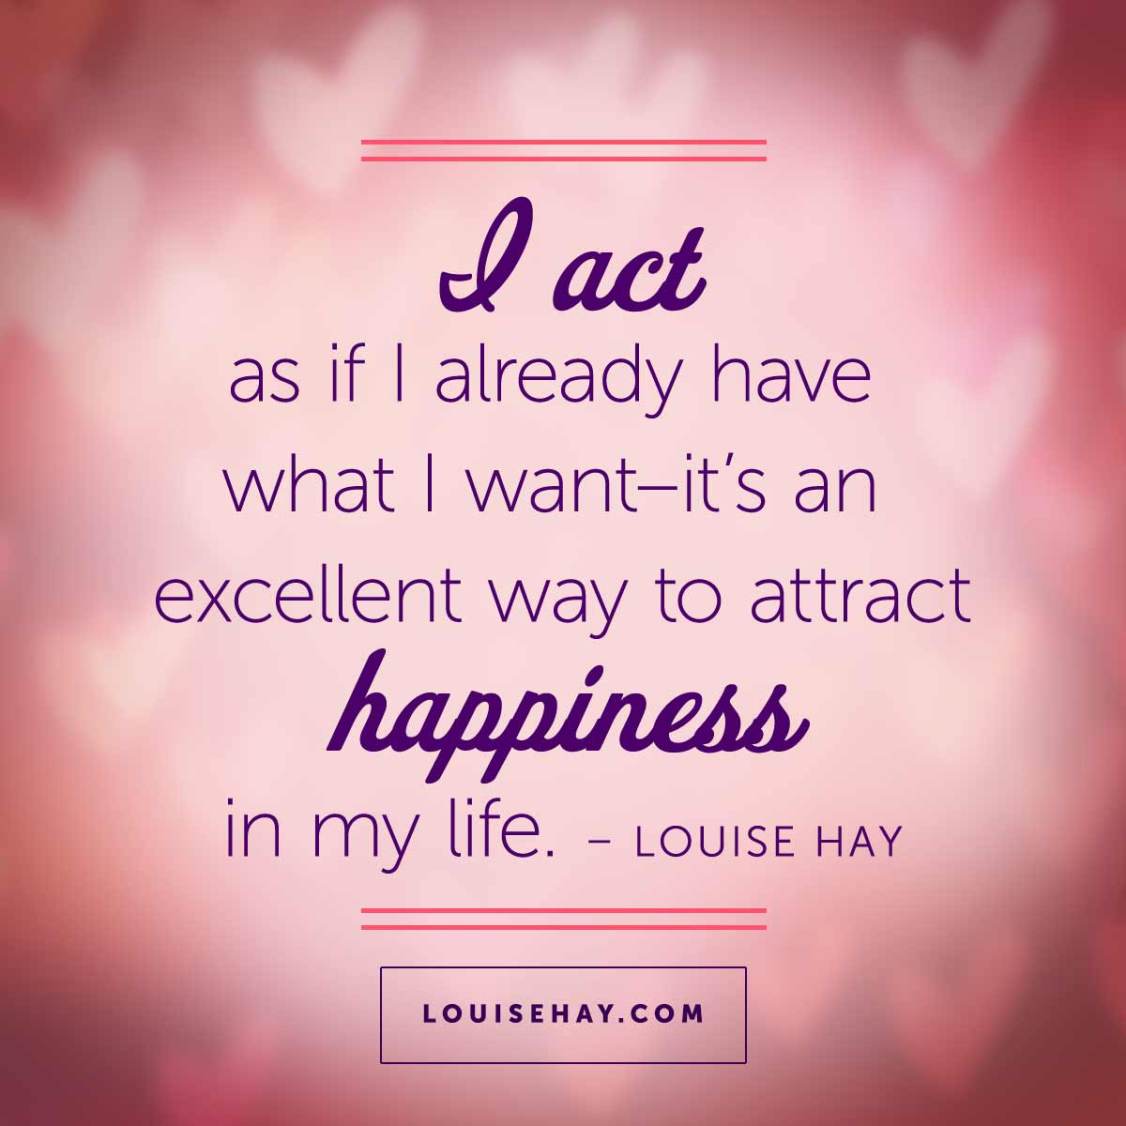 I act
as if I already have
what I want–it’s an
excellent way to attract
happiness
in my life. – LOUISE HAY
LOUISEHAY.COM